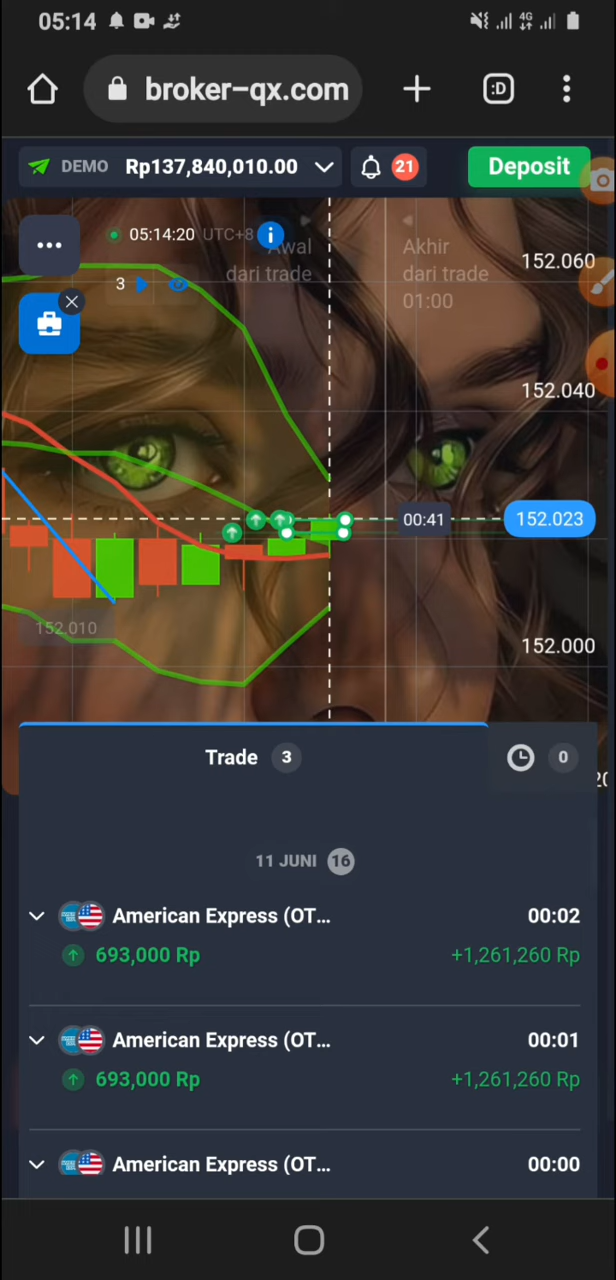 05:14 4G
broker-qx.com :D
DEMO Rp137,840,010.00 21 Deposit
05:14:20 UTC+8 i
Awal
dari trade
Akhir
dari trade
01:00
152.060
3
152.040
00:41 152.023
152.010
152.000
Trade 3 0
11 JUNI 16
American Express (OT... 00:02
693,000 Rp +1,261,260 Rp
American Express (OT... 00:01
693,000 Rp +1,261,260 Rp
American Express (OT... 00:00